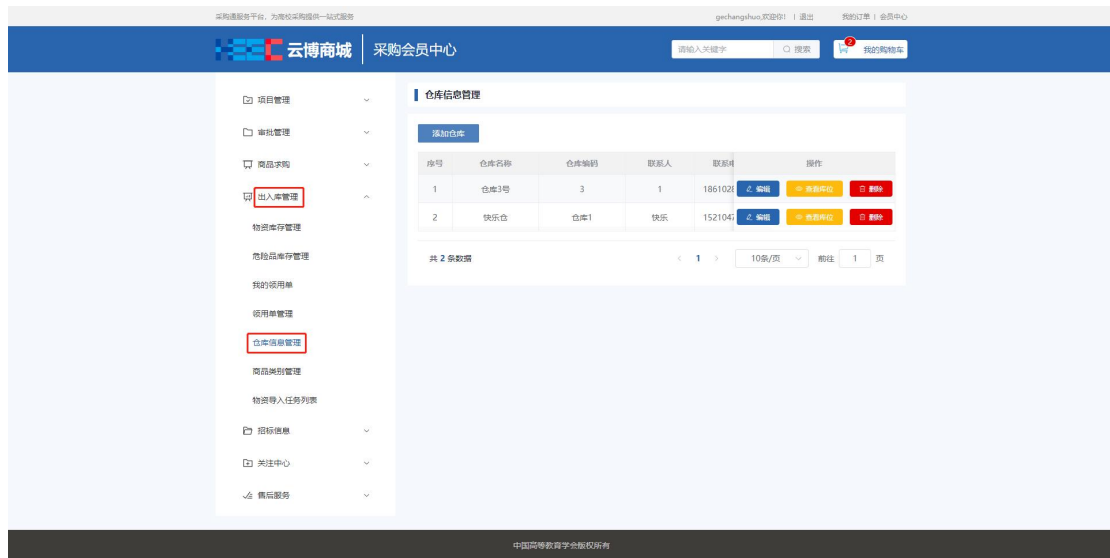 采购通服务平台，为高校采购提供一站式服务
gechangshuo,欢迎你！ | 退出 我的订单 | 会员中心
HEEC 云博商城 采购会员中心
请输入关键字 搜索 2 我的购物车
项目管理
审批管理
商品求购
出入库管理
物资库存管理
危险品库存管理
我的领用单
领用单管理
仓库信息管理
商品类别管理
物资导入任务列表
招标信息
关注中心
售后服务
仓库信息管理
添加仓库
序号 仓库名称 仓库编码 联系人 联系 操作
1 仓库3号 3 1 186102 编辑 查看库位 删除
2 快乐仓 仓库1 快乐 152104 编辑 查看库位 删除
共 2 条数据 < 1 > 10条/页 前往 1 页
中国高等教育学会版权所有